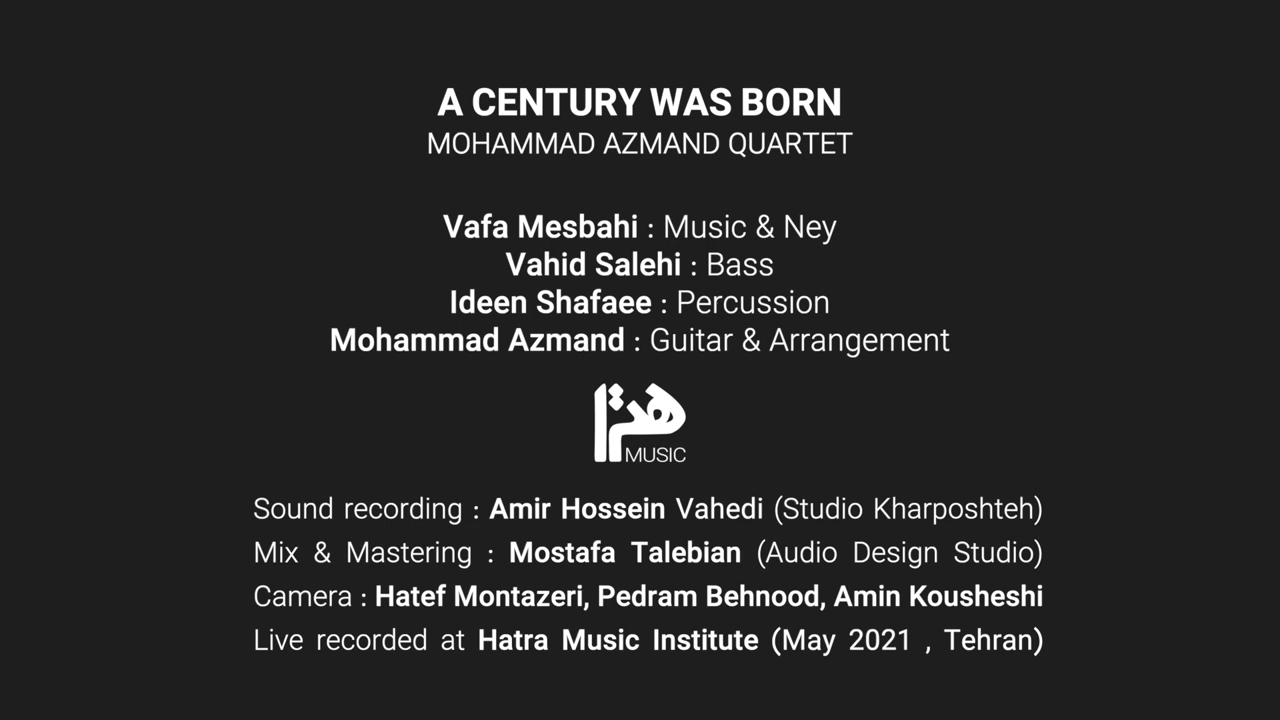 A CENTURY WAS BORN
MOHAMMAD AZMAND QUARTET
Vafa Mesbahi : Music & Ney
Vahid Salehi : Bass
Ideen Shafaee : Percussion
Mohammad Azmand : Guitar & Arrangement
هترا
MUSIC
Sound recording : Amir Hossein Vahedi (Studio Kharposhteh)
Mix & Mastering : Mostafa Talebian (Audio Design Studio)
Camera : Hatef Montazeri, Pedram Behnood, Amin Kousheshi
Live recorded at Hatra Music Institute (May 2021 , Tehran)